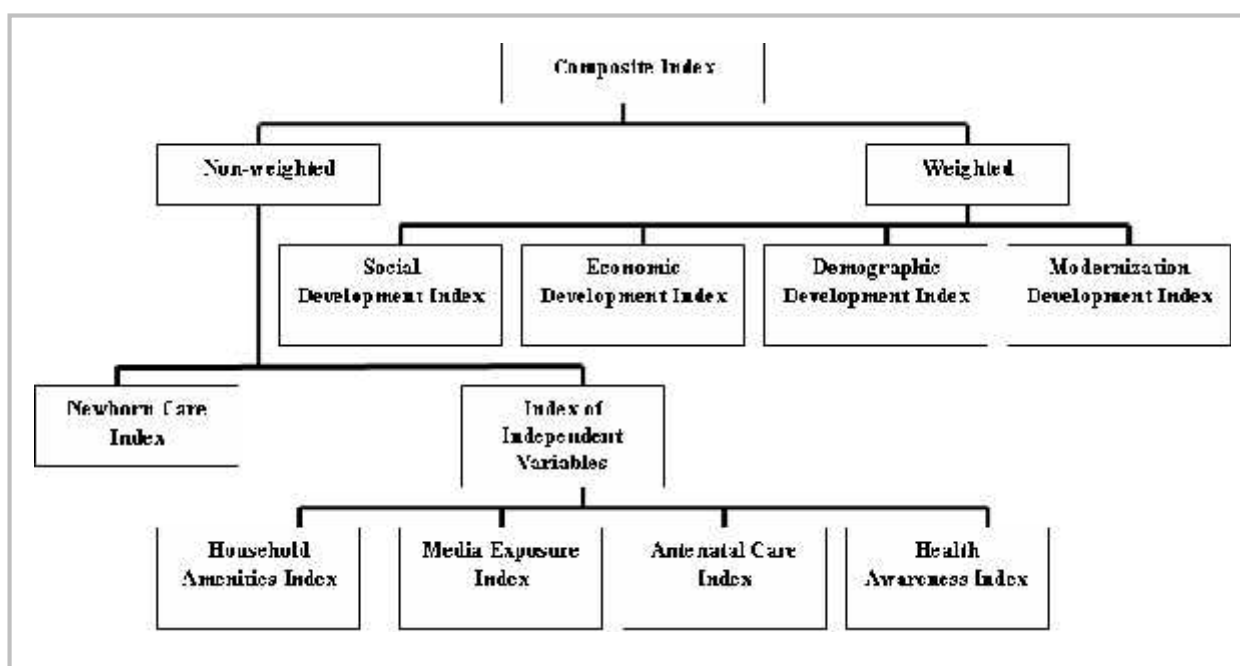 Composite Index
Non-weighted
Weighted
Social
Development Index
Economic
Development Index
Demographic
Development Index
Modernization
Development Index
Newborn Care
Index
Index of
Independent
Variables
Household
Amenities Index
Media Exposure
Index
Antenatal Care
Index
Health
Awareness Index